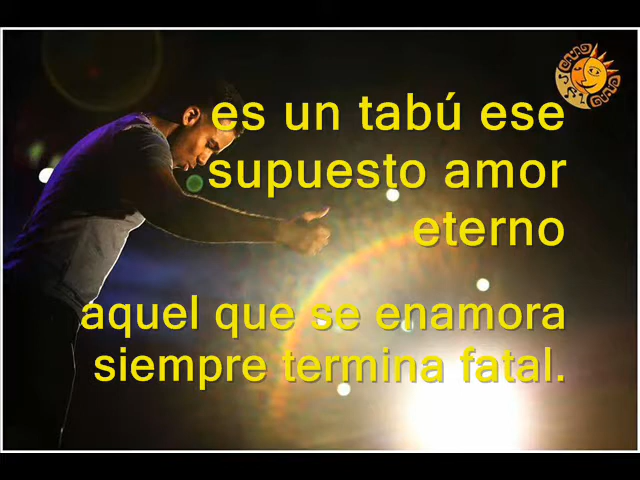 es un tabú ese
supuesto amor
eterno
aquel que se enamora
siempre termina fatal.